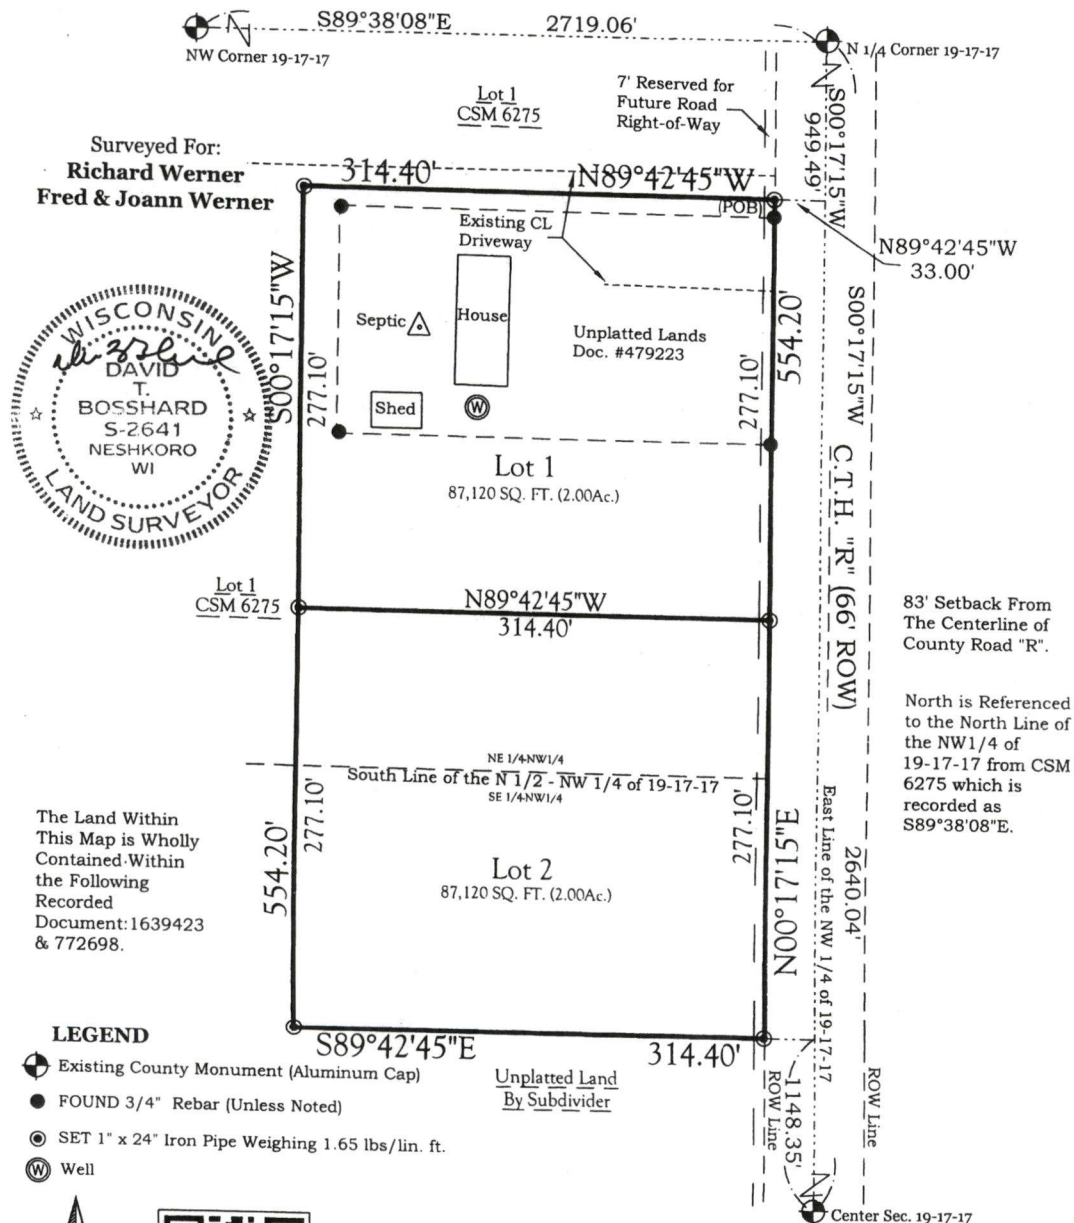 S89°38'08"E 2719.06'
NW Corner 19-17-17
N 1/4 Corner 19-17-17
Lot 1
CSM 6275
7' Reserved for
Future Road
Right-of-Way
S00°17'15"W
949.49'
Surveyed For:
Richard Werner
Fred & Joann Werner
314.40' N89°42'45"W
(POB)
Existing CL
Driveway
N89°42'45"W
33.00'
S00°17'15"W
277.10'
Septic
House
Unplatted Lands
Doc. #479223
277.10'
554.20'
S00°17'15"W
WISCONSIN
DAVID
T.
BOSSHARD
S-2641
NESHKORO
WI
LAND SURVEYOR
Shed
W
Lot 1
87,120 SQ. FT. (2.00Ac.)
C.T.H. "R" (66' ROW)
Lot 1
CSM 6275
N89°42'45"W
314.40'
83' Setback From
The Centerline of
County Road "R".
North is Referenced
to the North Line of
the NW1/4 of
19-17-17 from CSM
6275 which is
recorded as
S89°38'08"E.
NE 1/4-NW1/4
South Line of the N 1/2 - NW 1/4 of 19-17-17
SE 1/4-NW1/4
The Land Within
This Map is Wholly
Contained Within
the Following
Recorded
Document:1639423
& 772698.
554.20'
277.10'
Lot 2
87,120 SQ. FT. (2.00Ac.)
277.10'
N00°17'15"E
East Line of the NW 1/4 of 19-17-17
2640.04'
S89°42'45"E 314.40'
Unplatted Land
By Subdivider
ROW Line
1148.35'
ROW Line
Center Sec. 19-17-17
LEGEND
Existing County Monument (Aluminum Cap)
FOUND 3/4" Rebar (Unless Noted)
SET 1" x 24" Iron Pipe Weighing 1.65 lbs/lin. ft.
W Well